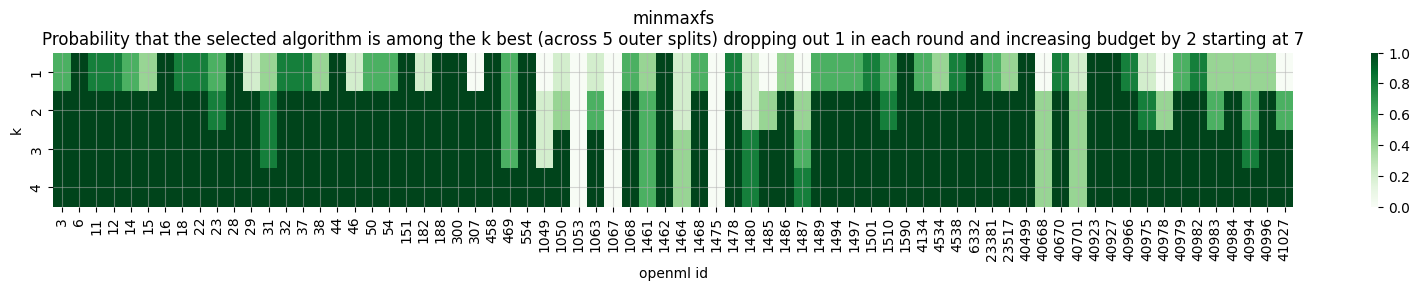 minmaxfs
Probability that the selected algorithm is among the k best (across 5 outer splits) dropping out 1 in each round and increasing budget by 2 starting at 7
k
1
2
3
4
3 6 11 12 14 15 16 18 22 23 28 29 31 32 37 38 44 46 50 54 151 182 188 300 307 458 469 554 1049 1050 1053 1063 1067 1068 1461 1462 1464 1468 1475 1478 1480 1485 1486 1487 1489 1494 1497 1501 1510 1590 4134 4534 4538 6332 23381 23517 40499 40668 40670 40701 40923 40927 40966 40975 40978 40979 40982 40983 40984 40994 40996 41027
openml id
1.0
0.8
0.6
0.4
0.2
0.0